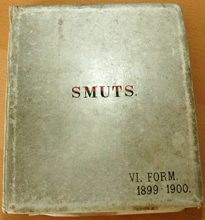 SMUTS.
VI. FORM.
1899 1900.